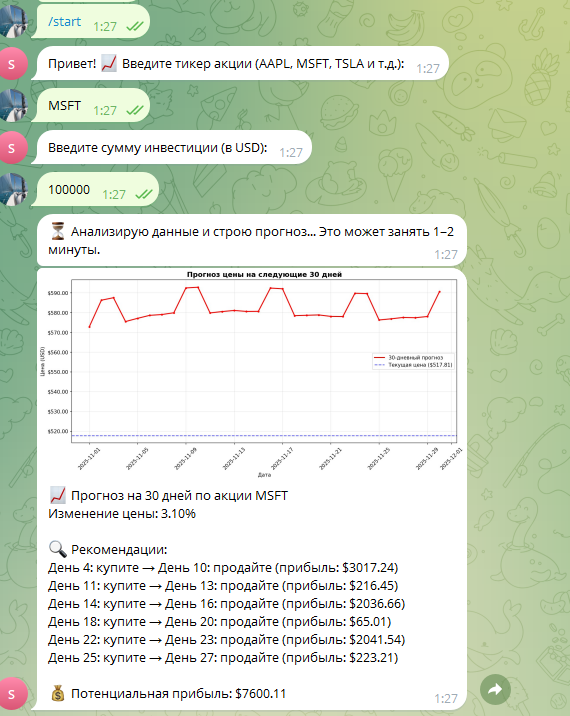 /start 1:27
Привет! 📈 Введите тикер акции (AAPL, MSFT, TSLA и т.д.): 1:27
S
MSFT 1:27
Введите сумму инвестиции (в USD): 1:27
S
100000 1:27
⏳ Анализирую данные и строю прогноз... Это может занять 1–2
минуты. 1:27
Прогноз цены на следующие 30 дней
$590.00
$580.00
$570.00
$560.00
$550.00
$540.00
$530.00
$520.00
Цена (USD)
30-дневный прогноз
Текущая цена ($517.81)
2025-11-01
2025-11-05
2025-11-09
2025-11-13
2025-11-17
2025-11-21
2025-11-25
2025-11-29
2025-12-01
Дата
📈 Прогноз на 30 дней по акции MSFT
Изменение цены: 3.10%
🔍 Рекомендации:
День 4: купите → День 10: продайте (прибыль: $3017.24)
День 11: купите → День 13: продайте (прибыль: $216.45)
День 14: купите → День 16: продайте (прибыль: $2036.66)
День 18: купите → День 20: продайте (прибыль: $65.01)
День 22: купите → День 23: продайте (прибыль: $2041.54)
День 25: купите → День 27: продайте (прибыль: $223.21)
💰 Потенциальная прибыль: $7600.11 1:27
S